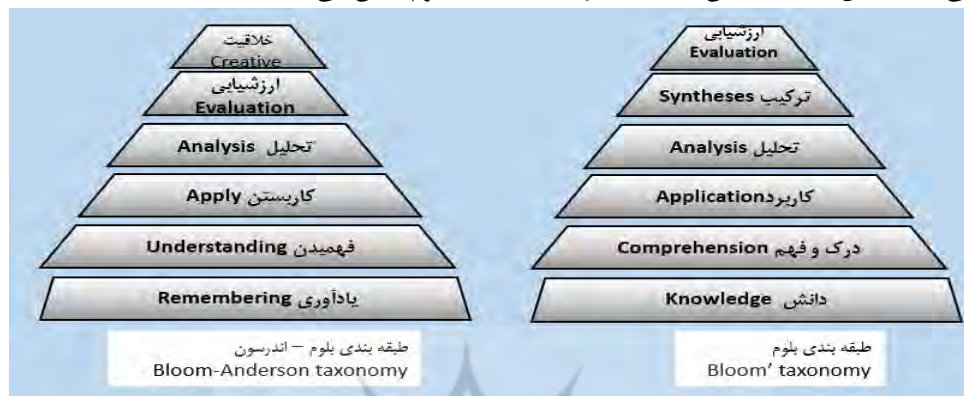 خلاقیت
Creative
ارزشیابی
Evaluation
تحلیل Analysis
کاربستن Apply
فهمیدن Understanding
یادآوری Remembering
طبقه بندی بلوم – اندرسون
Bloom-Anderson taxonomy
ارزشیابی
Evaluation
ترکیب Syntheses
تحلیل Analysis
کاربردApplication
درک و فهم Comprehension
دانش Knowledge
طبقه بندی بلوم
Bloom’ taxonomy